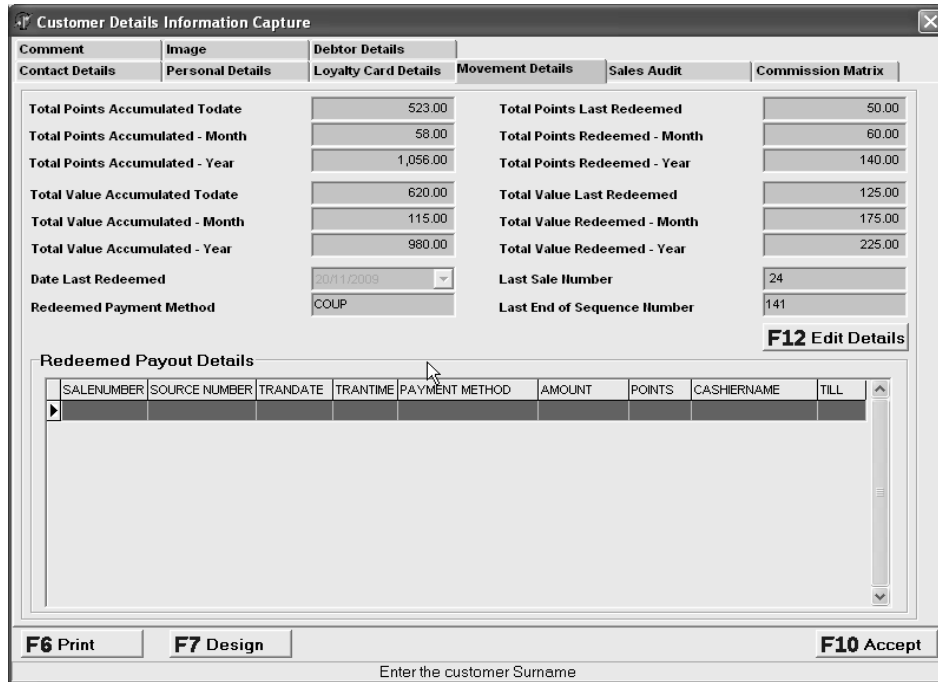 Customer Details Information Capture
Comment Image Debtor Details
Contact Details Personal Details Loyalty Card Details Movement Details Sales Audit Commission Matrix
Total Points Accumulated Todate 523.00 Total Points Last Redeemed 50.00
Total Points Accumulated - Month 58.00 Total Points Redeemed - Month 60.00
Total Points Accumulated - Year 1,056.00 Total Points Redeemed - Year 140.00
Total Value Accumulated Todate 620.00 Total Value Last Redeemed 125.00
Total Value Accumulated - Month 115.00 Total Value Redeemed - Month 175.00
Total Value Accumulated - Year 980.00 Total Value Redeemed - Year 225.00
Date Last Redeemed 20/11/2009 Last Sale Number 24
Redeemed Payment Method COUP Last End of Sequence Number 141
F12 Edit Details
Redeemed Payout Details
SALENUMBER SOURCE NUMBER TRANDATE TRANTIME PAYMENT METHOD AMOUNT POINTS CASHIERNAME TILL
F6 Print F7 Design F10 Accept
Enter the customer Surname